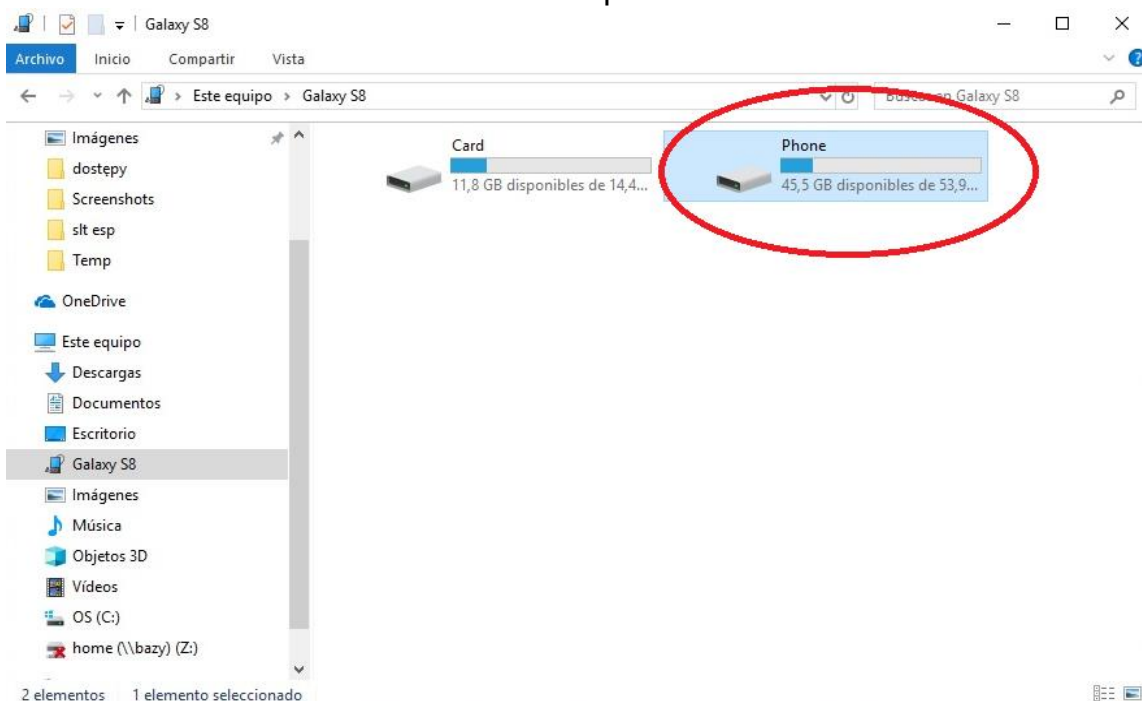 Galaxy S8
Archivo Inicio Compartir Vista
Este equipo > Galaxy S8
Galaxy S8
Imágenes
dostępy
Screenshots
slt esp
Temp
OneDrive
Este equipo
Descargas
Documentos
Escritorio
Galaxy S8
Imágenes
Música
Objetos 3D
Vídeos
OS (C:)
home (\\bazy) (Z:)
Card
11,8 GB disponibles de 14,4...
Phone
45,5 GB disponibles de 53,9...
2 elementos 1 elemento seleccionado